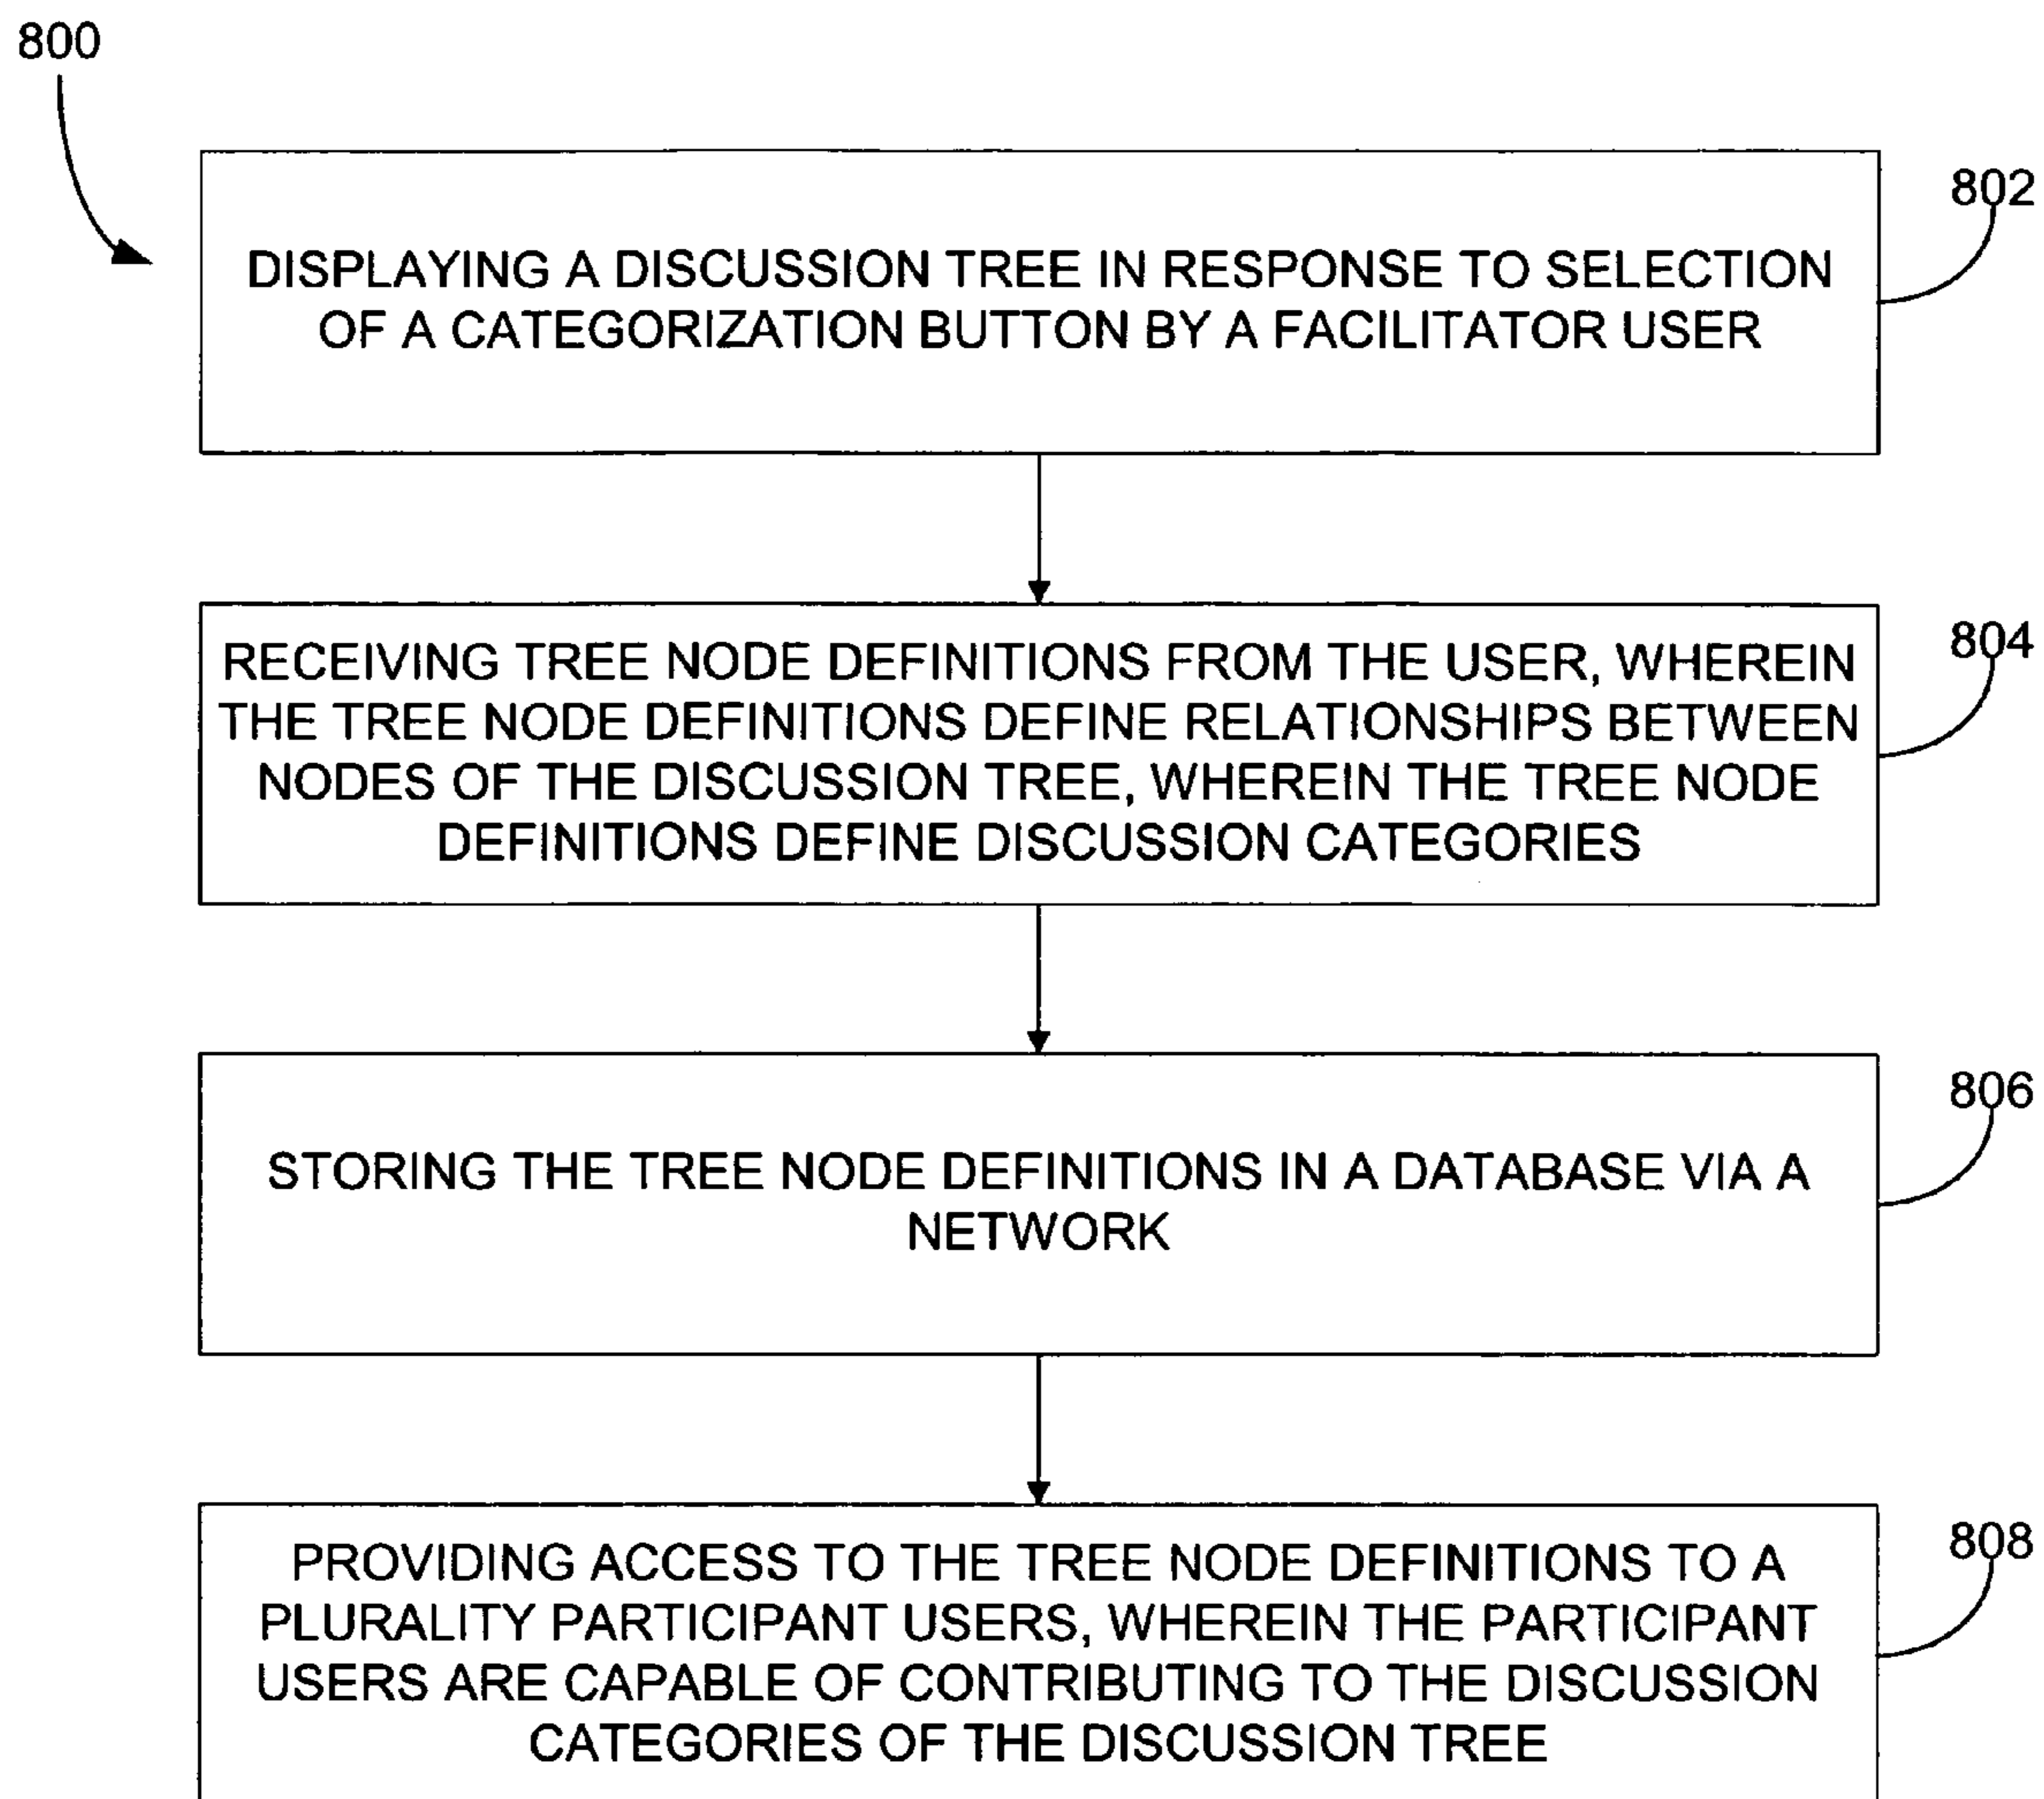 800
802
DISPLAYING A DISCUSSION TREE IN RESPONSE TO SELECTION
OF A CATEGORIZATION BUTTON BY A FACILITATOR USER
804
RECEIVING TREE NODE DEFINITIONS FROM THE USER, WHEREIN
THE TREE NODE DEFINITIONS DEFINE RELATIONSHIPS BETWEEN
NODES OF THE DISCUSSION TREE, WHEREIN THE TREE NODE
DEFINITIONS DEFINE DISCUSSION CATEGORIES
806
STORING THE TREE NODE DEFINITIONS IN A DATABASE VIA A
NETWORK
808
PROVIDING ACCESS TO THE TREE NODE DEFINITIONS TO A
PLURALITY PARTICIPANT USERS, WHEREIN THE PARTICIPANT
USERS ARE CAPABLE OF CONTRIBUTING TO THE DISCUSSION
CATEGORIES OF THE DISCUSSION TREE